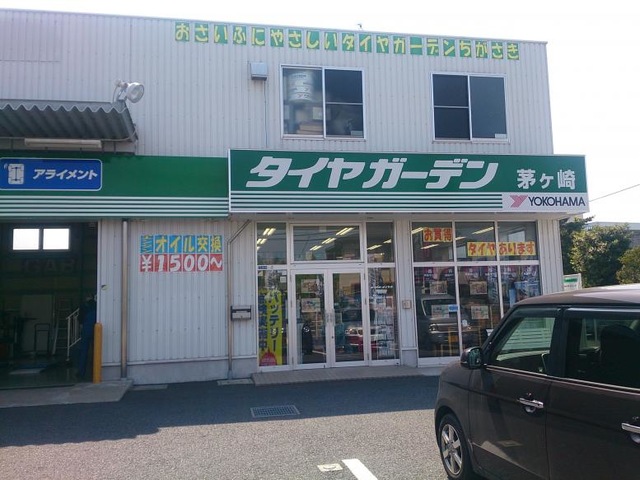 おさいふにやさしいタイヤガーデンちがさき
タイヤガーデン 茅ヶ崎
YOKOHAMA
アライメント
オイル交換
¥1500~
お買得
タイヤあります
バッテリー